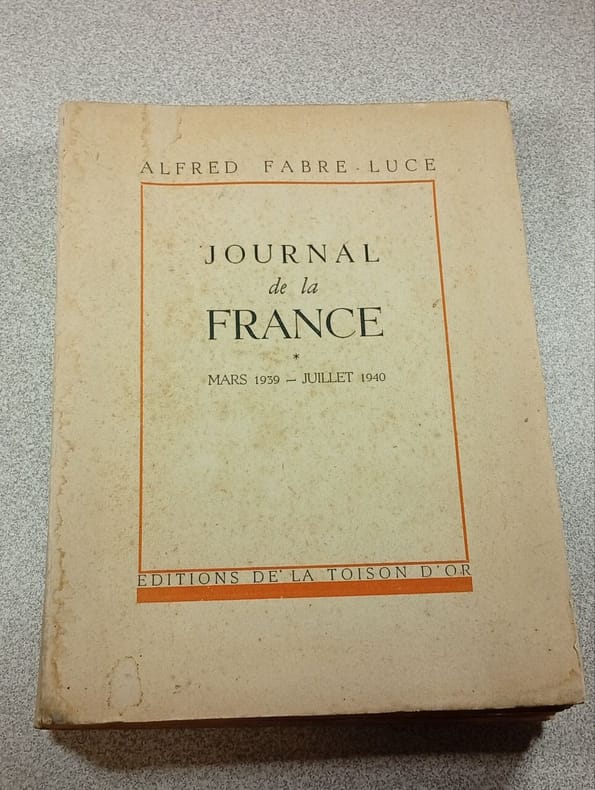 ALFRED FABRE-LUCE
JOURNAL
de la
FRANCE
*
MARS 1939 — JUILLET 1940
EDITIONS DE LA TOISON D'OR